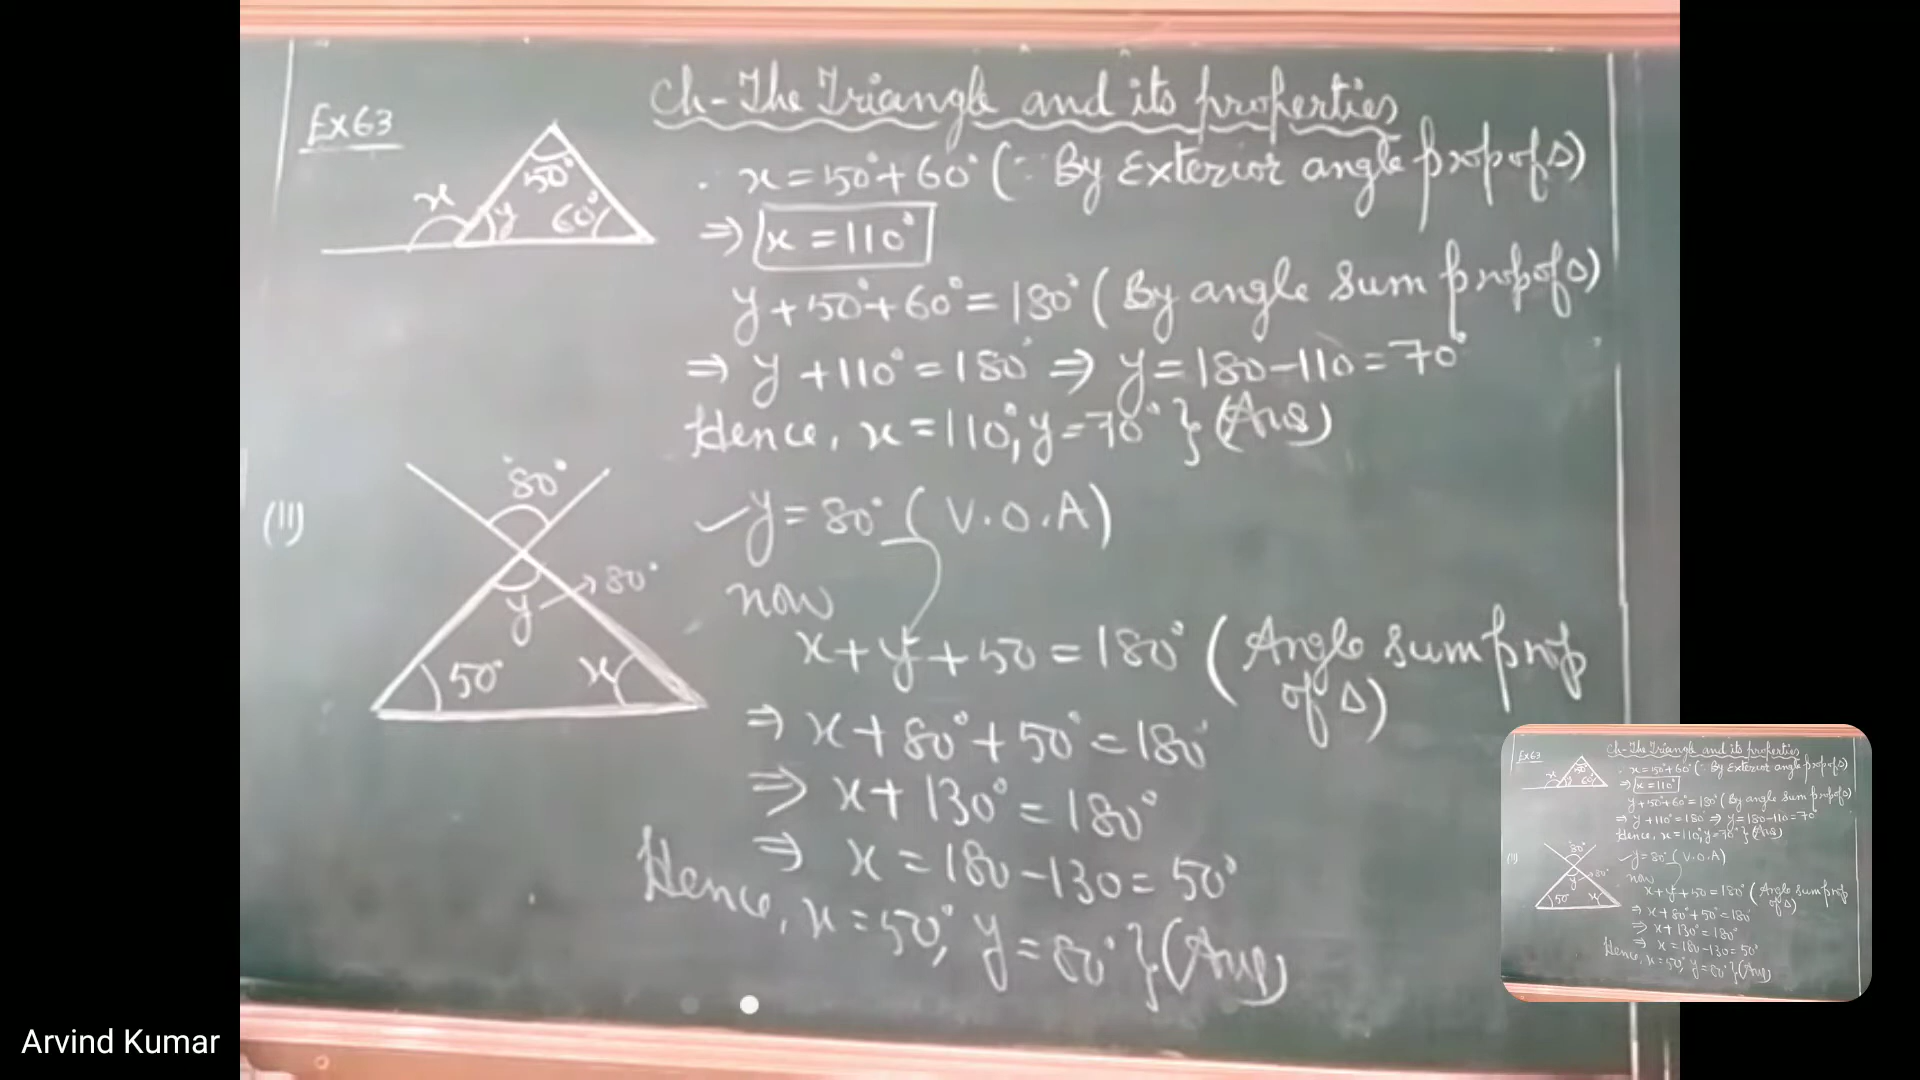 Ch-The Triangle and its properties
Ex 6.3
50°
x y 60°
x = 50° + 60° (∵ By Exterior angle prop of Δ)
⇒ x = 110°
y + 50° + 60° = 180° (By angle sum prop of Δ)
⇒ y + 110° = 180° ⇒ y = 180 - 110 = 70°
Hence, x = 110°, y = 70° } (Ans)
(II)
80°
y → 80°
50° x
✓ y = 80° (V.O.A)
now
x + y + 50 = 180° (Angle sum prop
of Δ)
⇒ x + 80° + 50° = 180°
⇒ x + 130° = 180°
⇒ x = 180 - 130 = 50°
Hence, x = 50°, y = 80° } (Ans)
Arvind Kumar